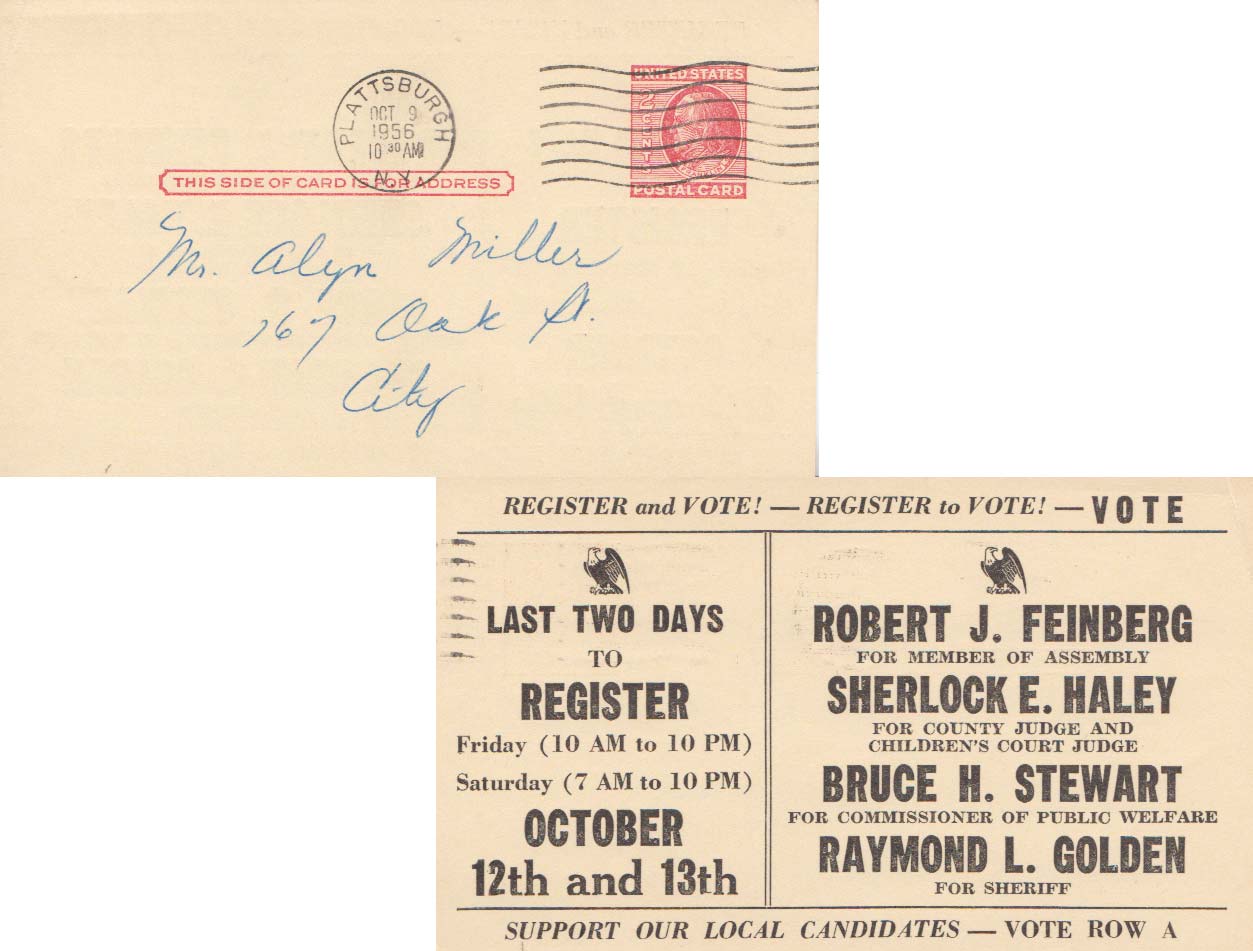 PLATTSBURGH
OCT 9
1956
10 30 AM
N.Y.
UNITED STATES
2 CENTS
FRANKLIN
POSTAL CARD
THIS SIDE OF CARD IS FOR ADDRESS
Mr. Alyn Miller
767 Oak St.
City
REGISTER and VOTE! — REGISTER to VOTE! — VOTE
LAST TWO DAYS
TO
REGISTER
Friday (10 AM to 10 PM)
Saturday (7 AM to 10 PM)
OCTOBER
12th and 13th
ROBERT J. FEINBERG
FOR MEMBER OF ASSEMBLY
SHERLOCK E. HALEY
FOR COUNTY JUDGE AND
CHILDREN'S COURT JUDGE
BRUCE H. STEWART
FOR COMMISSIONER OF PUBLIC WELFARE
RAYMOND L. GOLDEN
FOR SHERIFF
SUPPORT OUR LOCAL CANDIDATES — VOTE ROW A